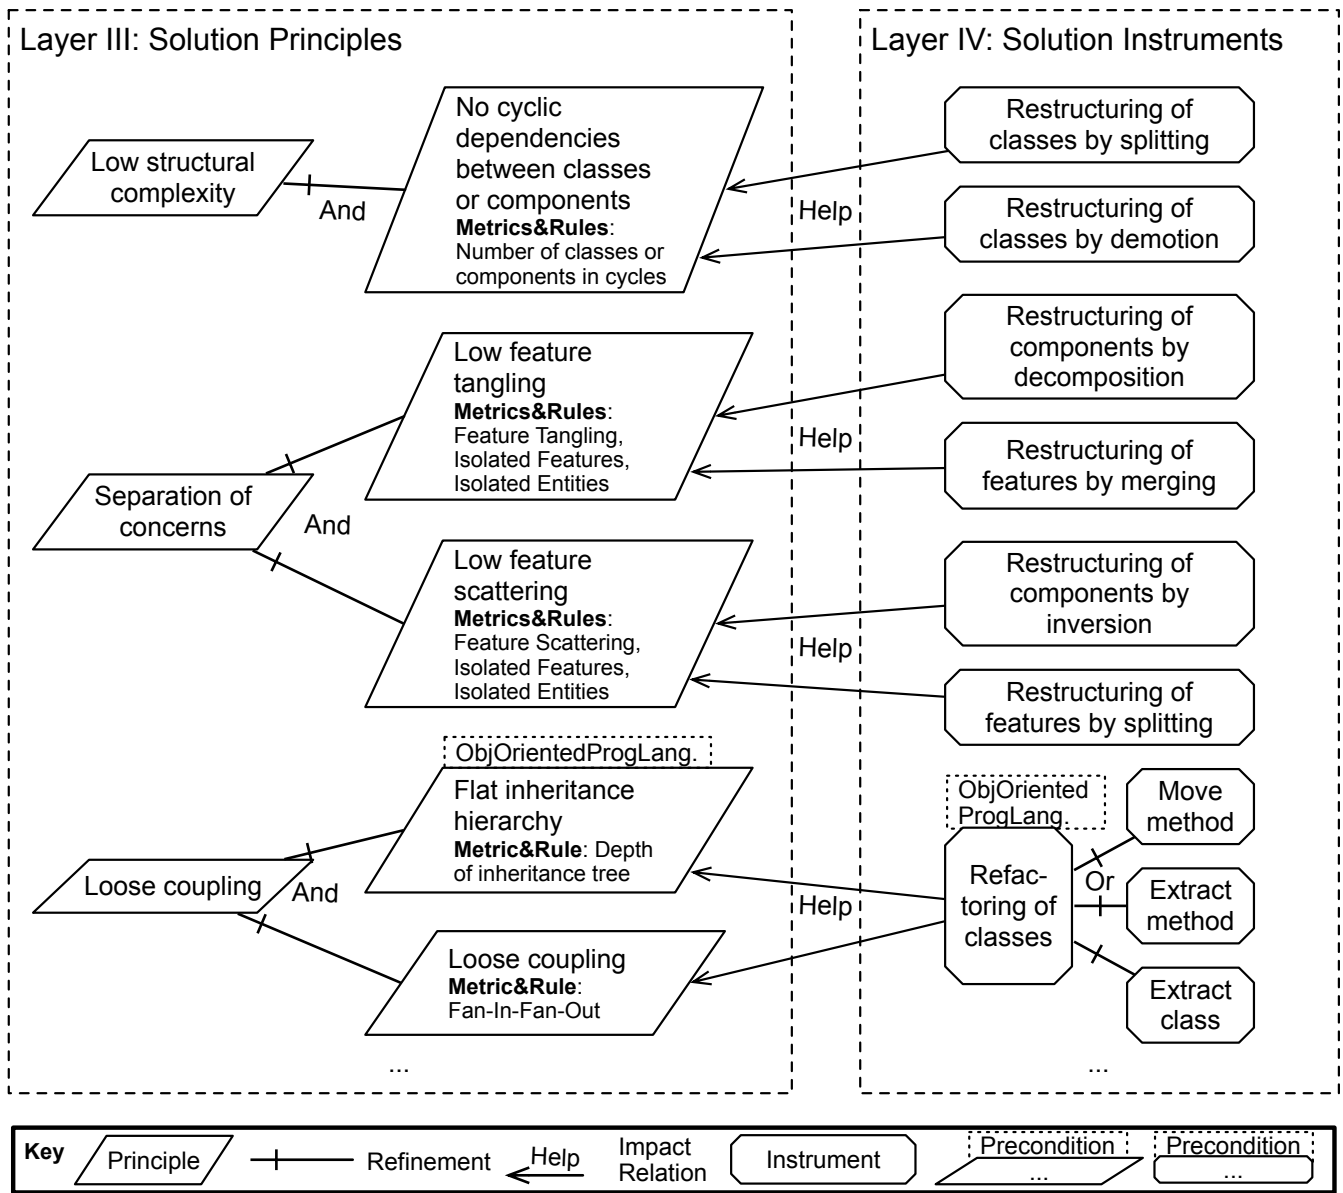 Layer III: Solution Principles
Low structural
complexity
And
No cyclic
dependencies
between classes
or components
Metrics&Rules:
Number of classes or
components in cycles
Separation of
concerns
And
Low feature
tangling
Metrics&Rules:
Feature Tangling,
Isolated Features,
Isolated Entities
Low feature
scattering
Metrics&Rules:
Feature Scattering,
Isolated Features,
Isolated Entities
Loose coupling
And
ObjOrientedProgLang.
Flat inheritance
hierarchy
Metric&Rule: Depth
of inheritance tree
Loose coupling
Metric&Rule:
Fan-In-Fan-Out
...
Help
Help
Help
Help
Layer IV: Solution Instruments
Restructuring of
classes by splitting
Restructuring of
classes by demotion
Restructuring of
components by
decomposition
Restructuring of
features by merging
Restructuring of
components by
inversion
Restructuring of
features by splitting
ObjOriented
ProgLang.
Refac-
toring of
classes
Or
Move
method
Extract
method
Extract
class
...
Key
Principle
Refinement
Help
Impact
Relation
Instrument
Precondition
...
Precondition
...